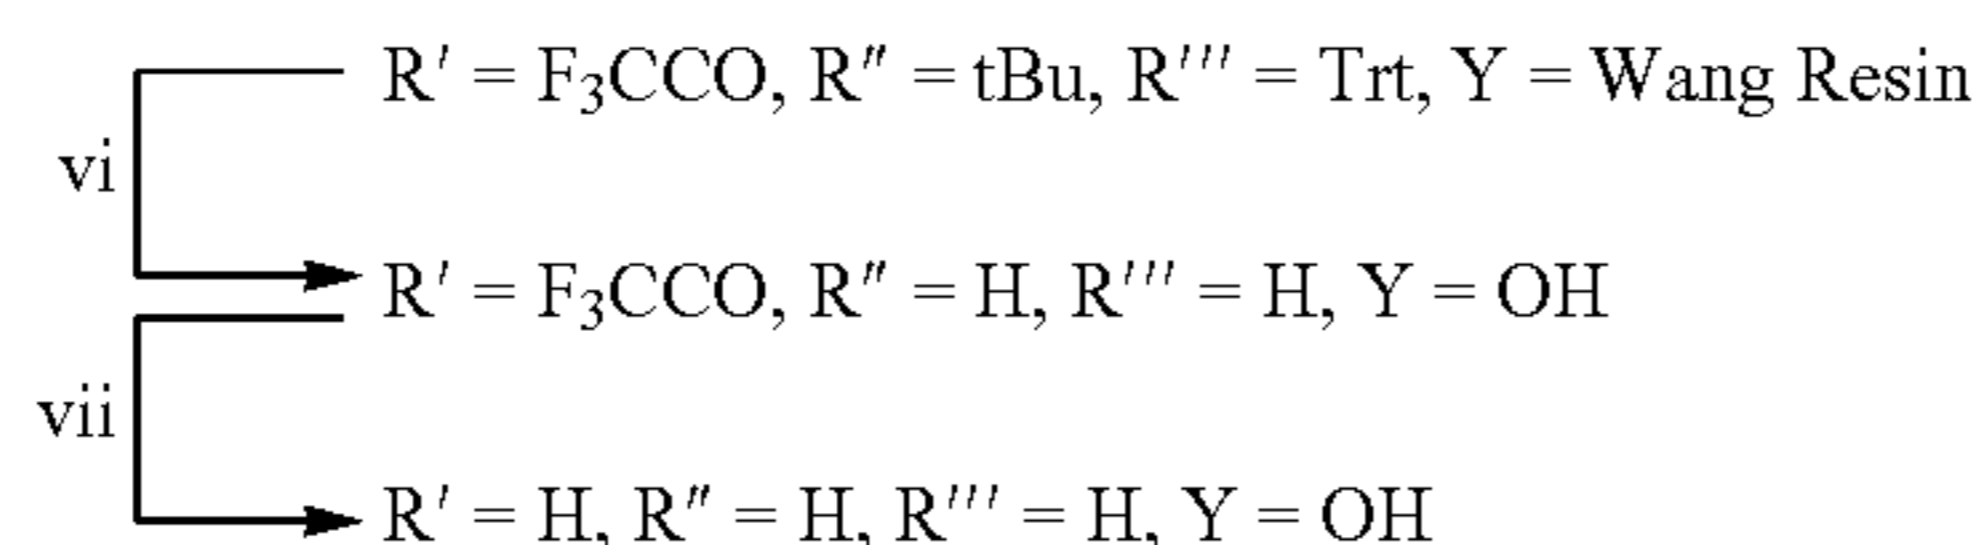 R′ = F₃CCO, R″ = tBu, R‴ = Trt, Y = Wang Resin
vi
R′ = F₃CCO, R″ = H, R‴ = H, Y = OH
vii
R′ = H, R″ = H, R‴ = H, Y = OH